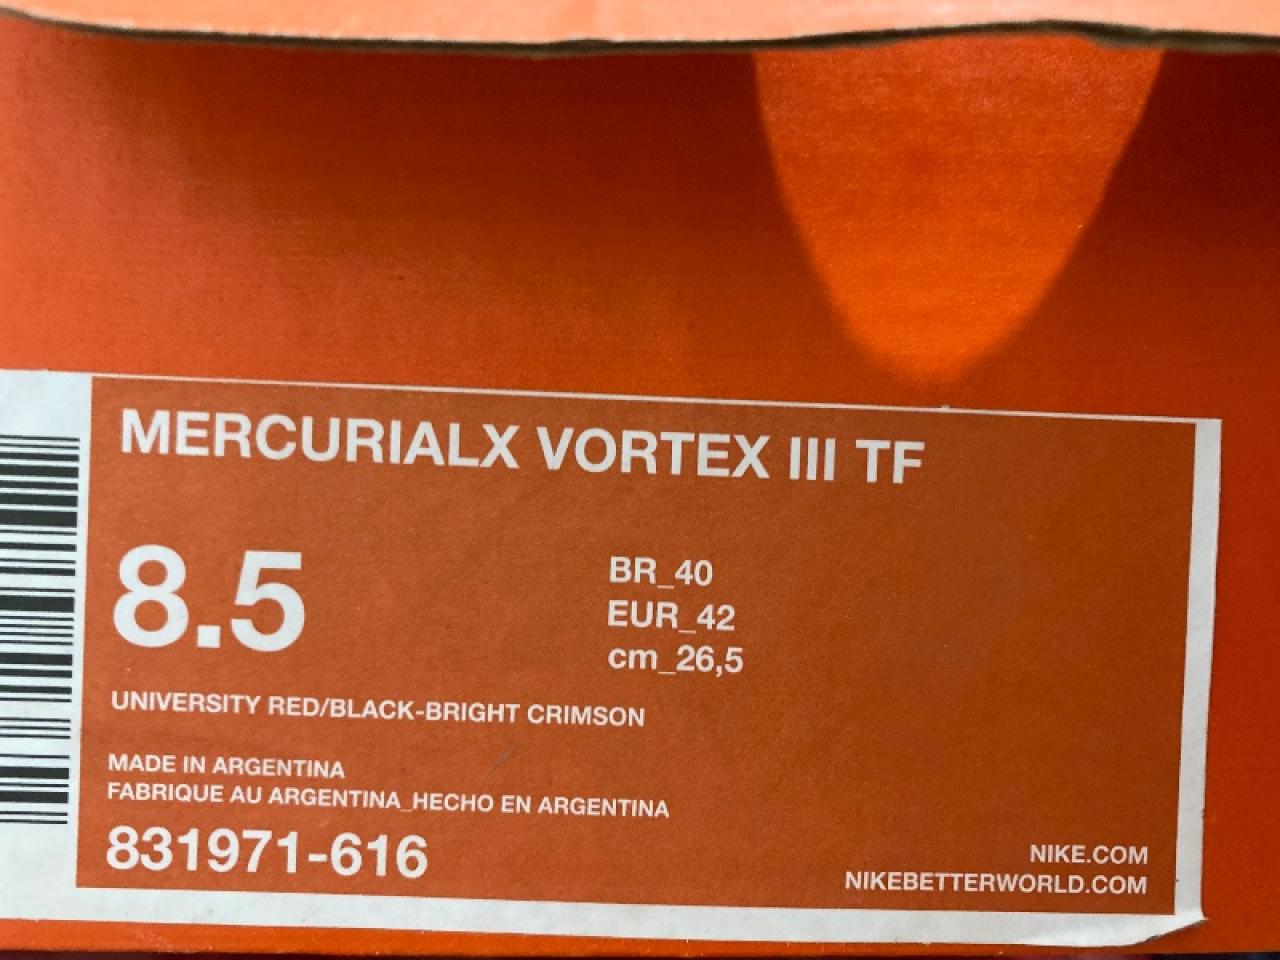 MERCURIALX VORTEX III TF
8.5
BR_40
EUR_42
cm_26,5
UNIVERSITY RED/BLACK-BRIGHT CRIMSON
MADE IN ARGENTINA
FABRIQUE AU ARGENTINA_HECHO EN ARGENTINA
831971-616
NIKE.COM
NIKEBETTERWORLD.COM